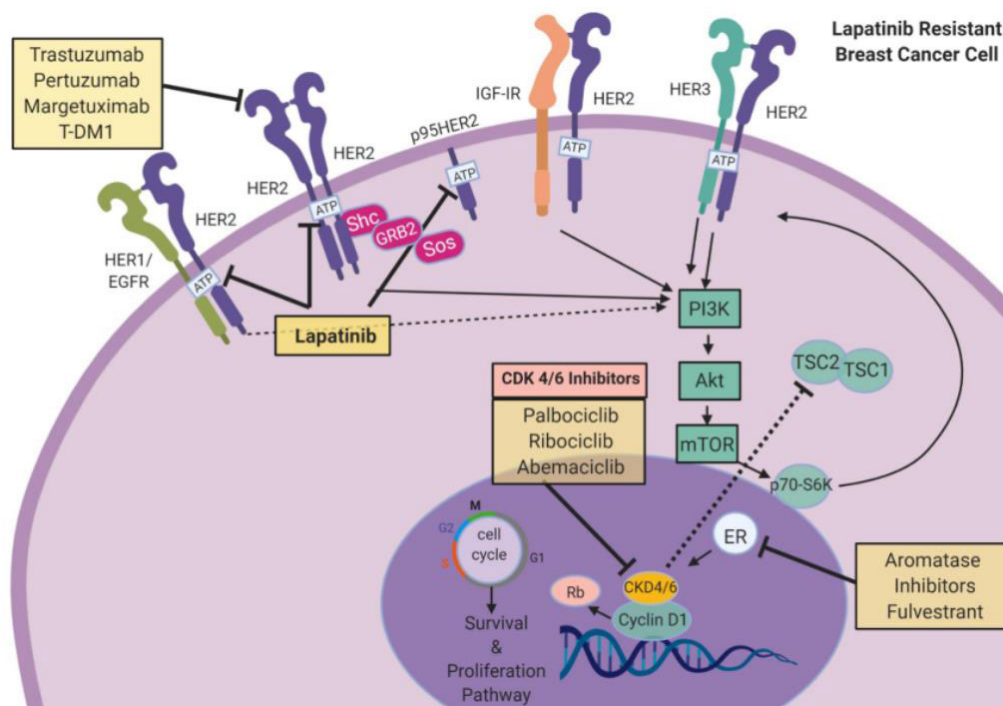 Lapatinib Resistant
Breast Cancer Cell
Trastuzumab
Pertuzumab
Margetuximab
T-DM1
HER1/
EGFR
HER2
ATP
HER2
HER2
ATP
Shc
GRB2
Sos
p95HER2
ATP
IGF-IR
HER2
ATP
HER3
HER2
ATP
Lapatinib
PI3K
Akt
mTOR
p70-S6K
TSC2
TSC1
CDK 4/6 Inhibitors
Palbociclib
Ribociclib
Abemaciclib
M
G2
S
G1
cell
cycle
Survival
&
Proliferation
Pathway
Rb
CKD4/6
Cyclin D1
ER
Aromatase
Inhibitors
Fulvestrant